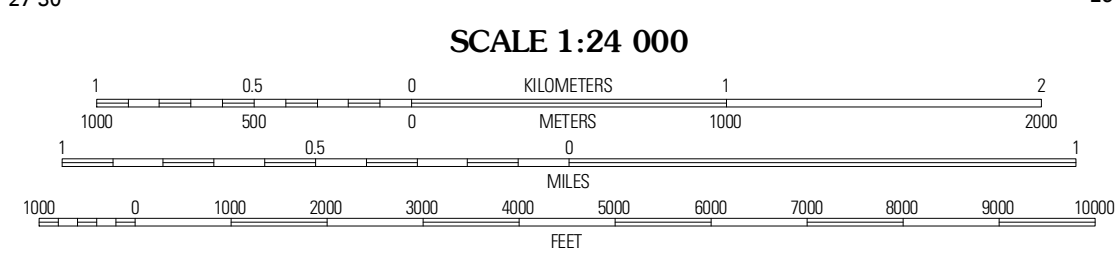 27'30"
SCALE 1:24 000
1 0.5 0 KILOMETERS 1 2
1000 500 0 METERS 1000 2000
1 0.5 0 1
MILES
1000 0 1000 2000 3000 4000 5000 6000 7000 8000 9000 10000
FEET